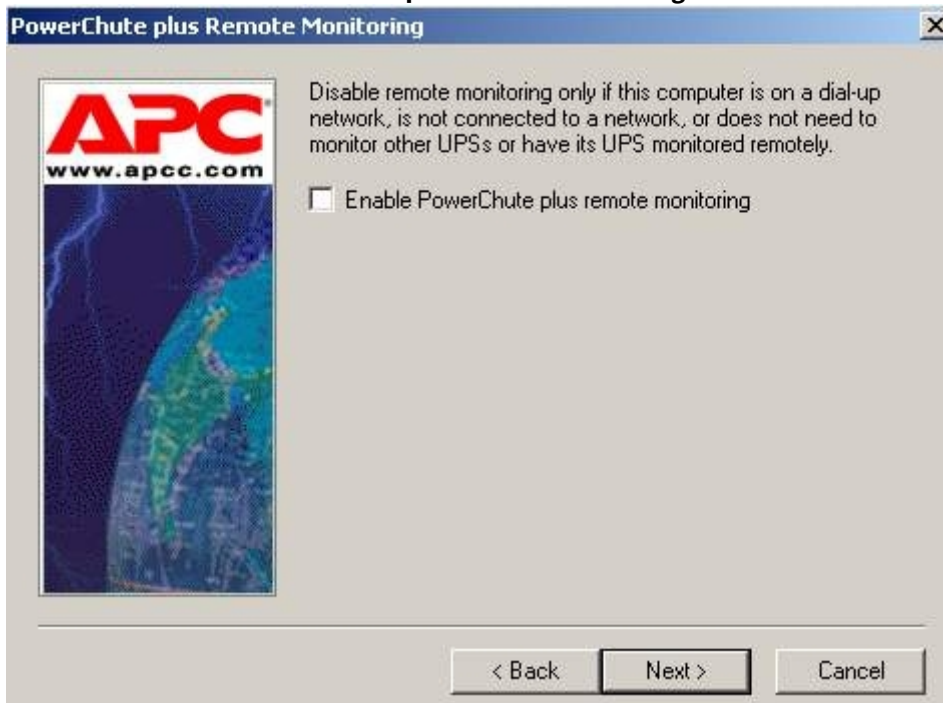 PowerChute plus Remote Monitoring
APC
www.apcc.com
Disable remote monitoring only if this computer is on a dial-up
network, is not connected to a network, or does not need to
monitor other UPSs or have its UPS monitored remotely.
Enable PowerChute plus remote monitoring
< Back
Next >
Cancel